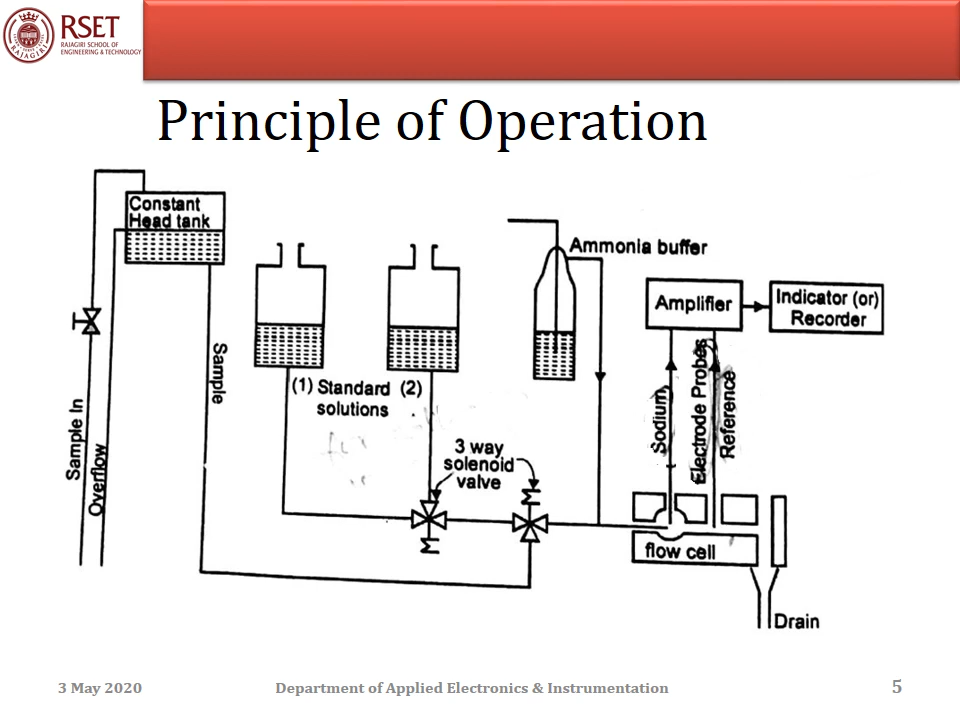 RSET
RAJAGIRI SCHOOL OF
ENGINEERING & TECHNOLOGY
RAJAGIRI
Principle of Operation
Constant
Head tank
Ammonia buffer
Amplifier
Indicator (or)
Recorder
Sample In
Overflow
Sample
(1) Standard (2)
solutions
3 way
solenoid
valve
Sodium
Electrode Probes
Reference
flow cell
Drain
3 May 2020
Department of Applied Electronics & Instrumentation
5